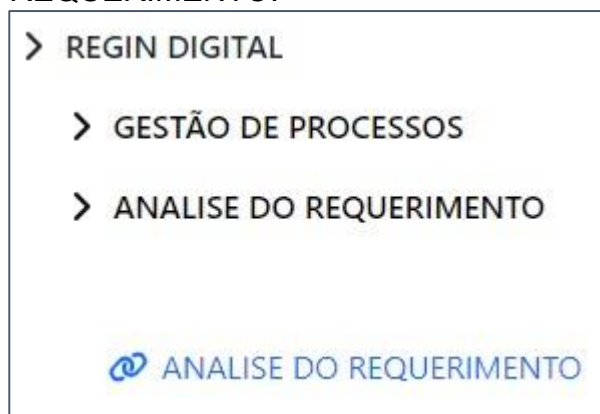 REGIN DIGITAL
GESTÃO DE PROCESSOS
ANALISE DO REQUERIMENTO
ANALISE DO REQUERIMENTO